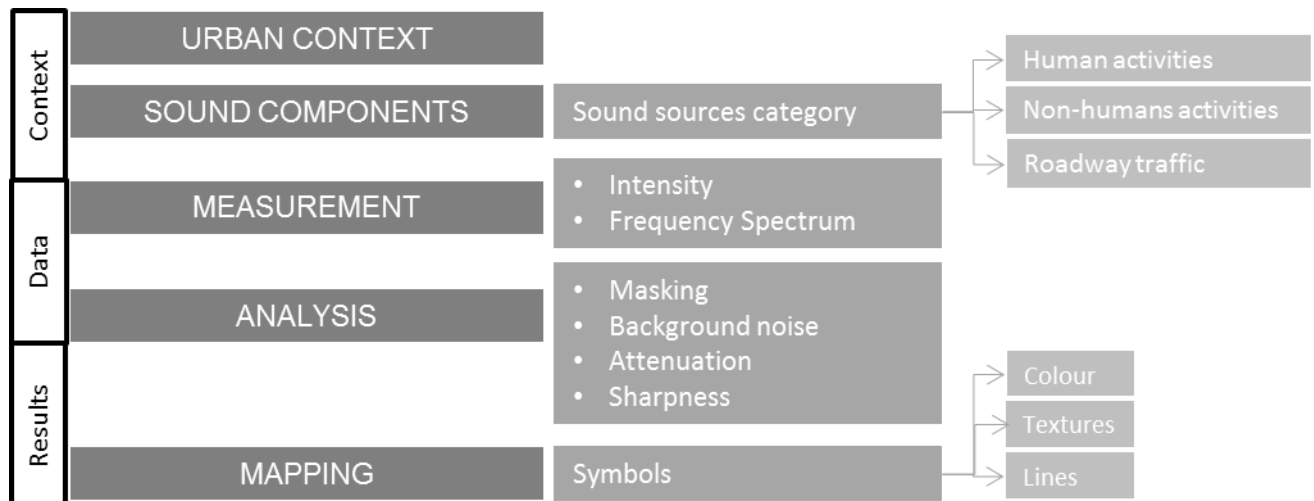 Context
URBAN CONTEXT
SOUND COMPONENTS
Sound sources category
Human activities
Non-humans activities
Roadway traffic
Data
MEASUREMENT
• Intensity
• Frequency Spectrum
ANALYSIS
• Masking
• Background noise
• Attenuation
• Sharpness
Results
MAPPING
Symbols
Colour
Textures
Lines